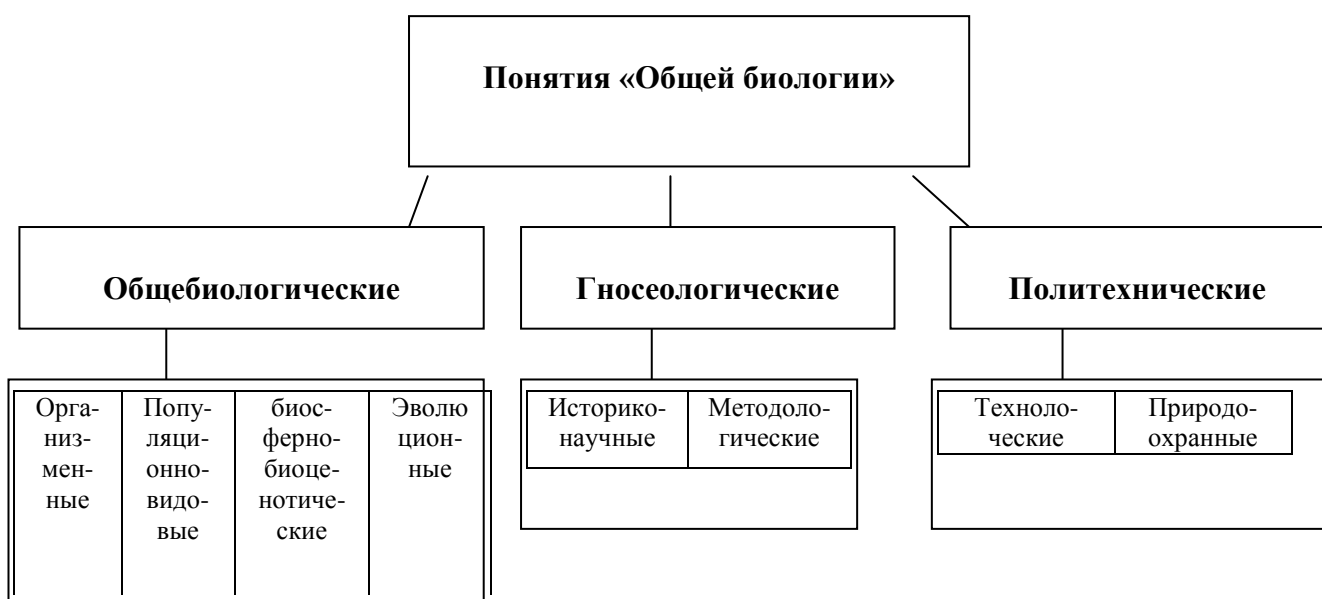 Понятия «Общей биологии»
Общебиологические
Гносеологические
Политехнические
Орга-
низ-
мен-
ные
Попу-
ляци-
онно-
видо-
вые
биос-
ферно-
биоце-
нотиче-
ские
Эволю
цион-
ные
Историко-
научные
Методоло-
гические
Техноло-
ческие
Природо-
охранные